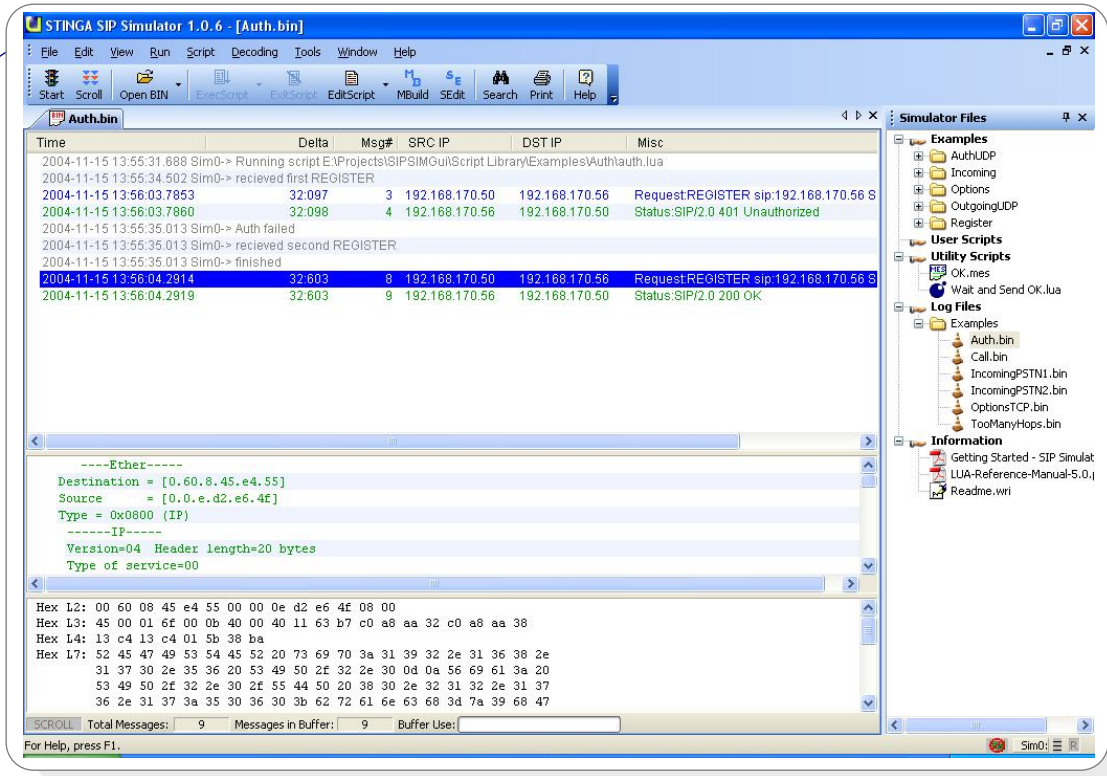 STINGA SIP Simulator 1.0.6 - [Auth.bin]
File Edit View Run Script Decoding Tools Window Help
Start Scroll Open BIN ExecScript ExitScript EditScript MBuild SEdit Search Print Help
Auth.bin
Time Delta Msg# SRC IP DST IP Misc
2004-11-15 13:55:31.688 Sim0-> Running script E:\Projects\SIPSIMGui\Script Library\Examples\Auth\auth.lua
2004-11-15 13:55:34.502 Sim0-> recieved first REGISTER
2004-11-15 13:56:03.7853 32:097 3 192.168.170.50 192.168.170.56 Request:REGISTER sip:192.168.170.56 S
2004-11-15 13:56:03.7860 32:098 4 192.168.170.56 192.168.170.50 Status:SIP/2.0 401 Unauthorized
2004-11-15 13:55:35.013 Sim0-> Auth failed
2004-11-15 13:55:35.013 Sim0-> recieved second REGISTER
2004-11-15 13:55:35.013 Sim0-> finished
2004-11-15 13:56:04.2914 32:603 8 192.168.170.50 192.168.170.56 Request:REGISTER sip:192.168.170.56 S
2004-11-15 13:56:04.2919 32:603 9 192.168.170.56 192.168.170.50 Status:SIP/2.0 200 OK
----Ether-----
Destination = [0.60.8.45.e4.55]
Source = [0.0.e.d2.e6.4f]
Type = 0x0800 (IP)
------IP-----
Version=04 Header length=20 bytes
Type of service=00
Hex L2: 00 60 08 45 e4 55 00 00 0e d2 e6 4f 08 00
Hex L3: 45 00 01 6f 00 0b 40 00 40 11 63 b7 c0 a8 aa 32 c0 a8 aa 38
Hex L4: 13 c4 13 c4 01 5b 38 ba
Hex L7: 52 45 47 49 53 54 45 52 20 73 69 70 3a 31 39 32 2e 31 36 38 2e
31 37 30 2e 35 36 20 53 49 50 2f 32 2e 30 0d 0a 56 69 61 3a 20
53 49 50 2f 32 2e 30 2f 55 44 50 20 38 30 2e 32 31 32 2e 31 37
36 2e 31 37 3a 35 30 36 30 3b 62 72 61 6e 63 68 3d 7a 39 68 47
SCROLL Total Messages: 9 Messages in Buffer: 9 Buffer Use:
For Help, press F1.
Simulator Files
Examples
AuthUDP
Incoming
Options
OutgoingUDP
Register
User Scripts
Utility Scripts
OK.mes
Wait and Send OK.lua
Log Files
Examples
Auth.bin
Call.bin
IncomingPSTN1.bin
IncomingPSTN2.bin
OptionsTCP.bin
TooManyHops.bin
Information
Getting Started - SIP Simulat
LUA-Reference-Manual-5.0.p
Readme.wri
Sim0: R